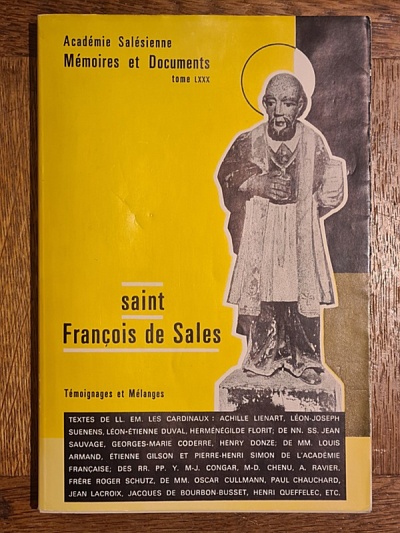 Académie Salésienne
Mémoires et Documents
tome LXXX
saint
François de Sales
Témoignages et Mélanges
TEXTES DE LL. EM. LES CARDINAUX : ACHILLE LIENART, LÉON-JOSEPH
SUENENS, LÉON-ÉTIENNE DUVAL, HERMÉNÉGILDE FLORIT; DE NN. SS. JEAN
SAUVAGE, GEORGES-MARIE CODERRE, HENRY DONZE; DE MM. LOUIS
ARMAND, ÉTIENNE GILSON ET PIERRE-HENRI SIMON DE L'ACADÉMIE
FRANÇAISE; DES RR. PP. Y. M-J. CONGAR, M-D. CHENU, A. RAVIER,
FRÈRE ROGER SCHUTZ, DE MM. OSCAR CULLMANN, PAUL CHAUCHARD,
JEAN LACROIX, JACQUES DE BOURBON-BUSSET, HENRI QUEFFELEC, ETC.